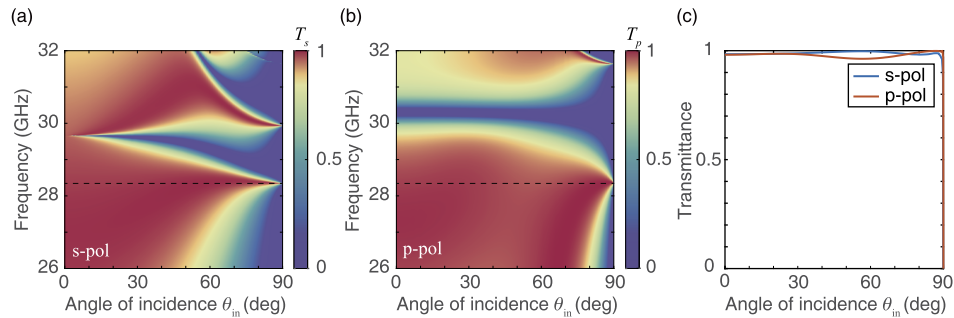 (a)
T_s
32
30
28
26
Frequency (GHz)
s-pol
0
30
60
90
Angle of incidence θ_in (deg)
1
0.5
0
(b)
T_p
32
30
28
26
Frequency (GHz)
p-pol
0
30
60
90
Angle of incidence θ_in (deg)
1
0.5
0
(c)
1
0.5
0
Transmittance
s-pol
p-pol
0
30
60
90
Angle of incidence θ_in (deg)